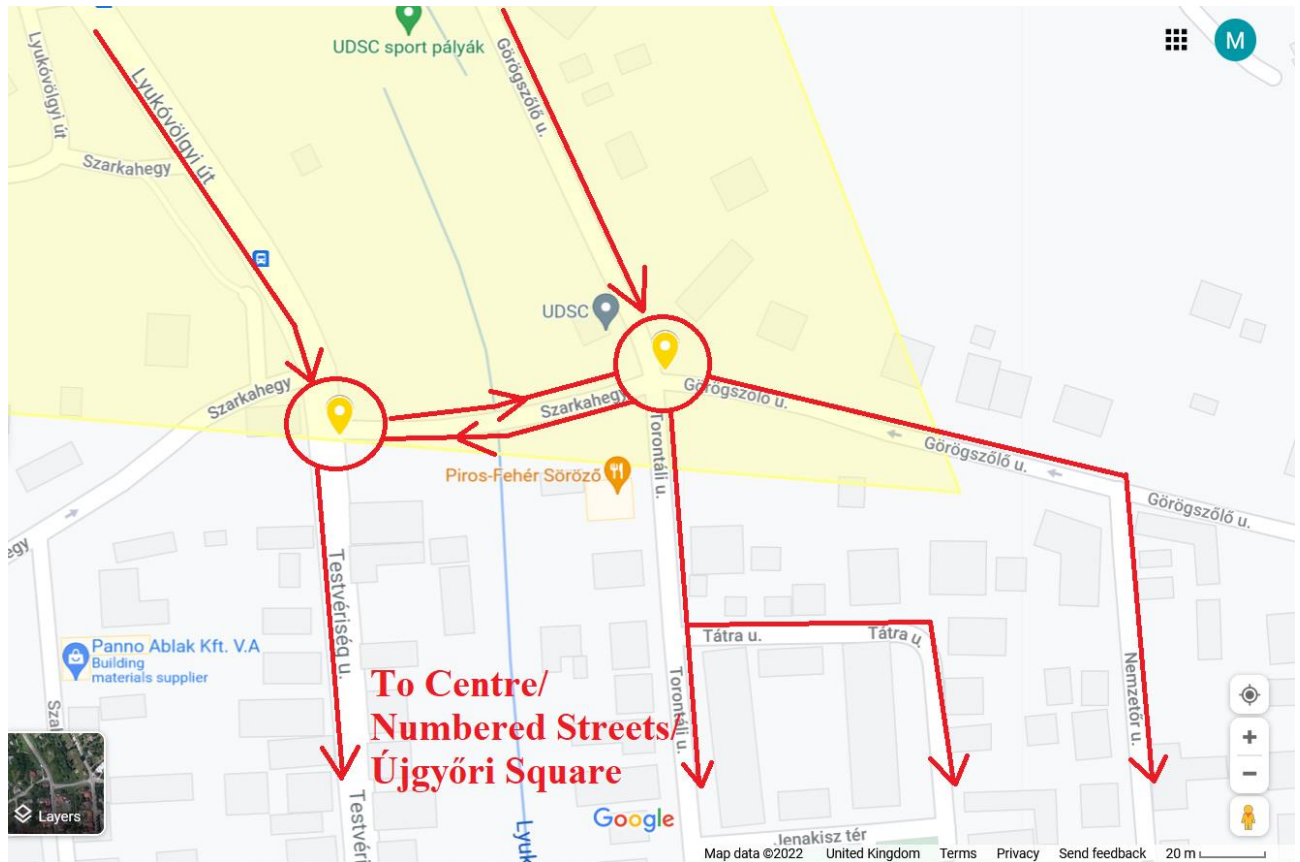 UDSC sport pályák
M
Lyukóvölgyi út
Lyukóvölgyi út
Görögszőlő u.
Szarkahegy
UDSC
Szarkahegy
Szarkahegy
Görögszőlő u.
Torontáli u.
Görögszőlő u.
Görögszőlő u.
Piros-Fehér Söröző
Testvériség u.
Tátra u.
Tátra u.
Nemzetőr u.
Panno Ablak Kft. V.A
Building
materials supplier
To Centre/
Numbered Streets/
Újgyőri Square
Torontáli u.
Layers
Google
Jenakisz tér
Map data ©2022 United Kingdom Terms Privacy Send feedback 20 m